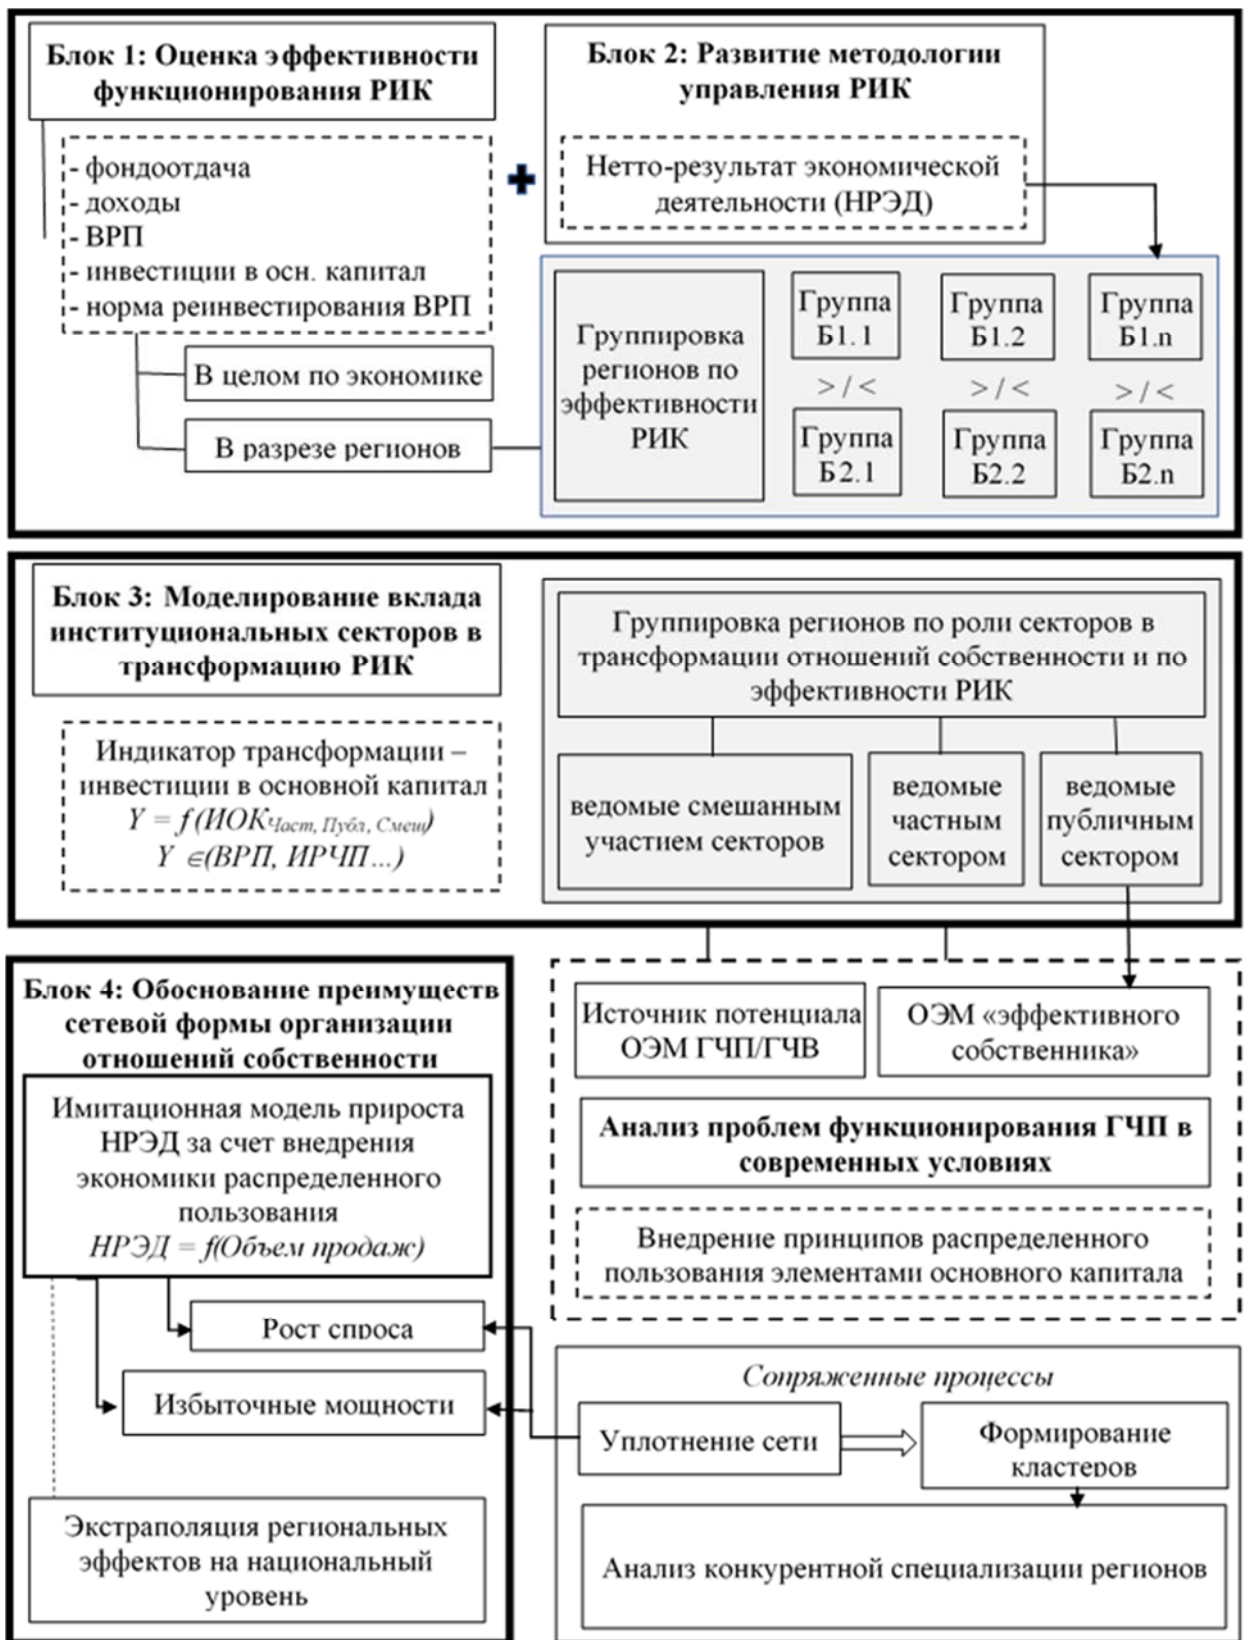 Блок 1: Оценка эффективности
функционирования РИК
- фондоотдача
- доходы
- ВРП
- инвестиции в осн. капитал
- норма реинвестирования ВРП
В целом по экономике
В разрезе регионов
Блок 2: Развитие методологии
управления РИК
Нетто-результат экономической
деятельности (НРЭД)
Группировка
регионов по
эффективности
РИК
Группа
Б1.1
Группа
Б1.2
Группа
Б1.n
> / <
> / <
> / <
Группа
Б2.1
Группа
Б2.2
Группа
Б2.n
Блок 3: Моделирование вклада
институциональных секторов в
трансформацию РИК
Индикатор трансформации –
инвестиции в основной капитал
Y = f(ИОКЧаст, Публ, Смещ)
Y ∈(ВРП, ИРЧП...)
Группировка регионов по роли секторов в
трансформации отношений собственности и по
эффективности РИК
ведомые смешанным
участием секторов
ведомые
частным
сектором
ведомые
публичным
сектором
Блок 4: Обоснование преимуществ
сетевой формы организации
отношений собственности
Имитационная модель прироста
НРЭД за счет внедрения
экономики распределенного
пользования
НРЭД = f(Объем продаж)
Рост спроса
Избыточные мощности
Экстраполяция региональных
эффектов на национальный
уровень
Источник потенциала
ОЭМ ГЧП/ГЧВ
ОЭМ «эффективного
собственника»
Анализ проблем функционирования ГЧП в
современных условиях
Внедрение принципов распределенного
пользования элементами основного капитала
Сопряженные процессы
Уплотнение сети
Формирование
кластеров
Анализ конкурентной специализации регионов